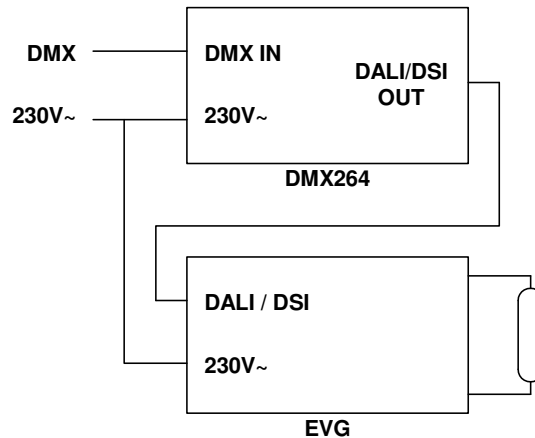 DMX
DMX IN
DALI/DSI
OUT
230V~
230V~
DMX264
DALI / DSI
230V~
EVG